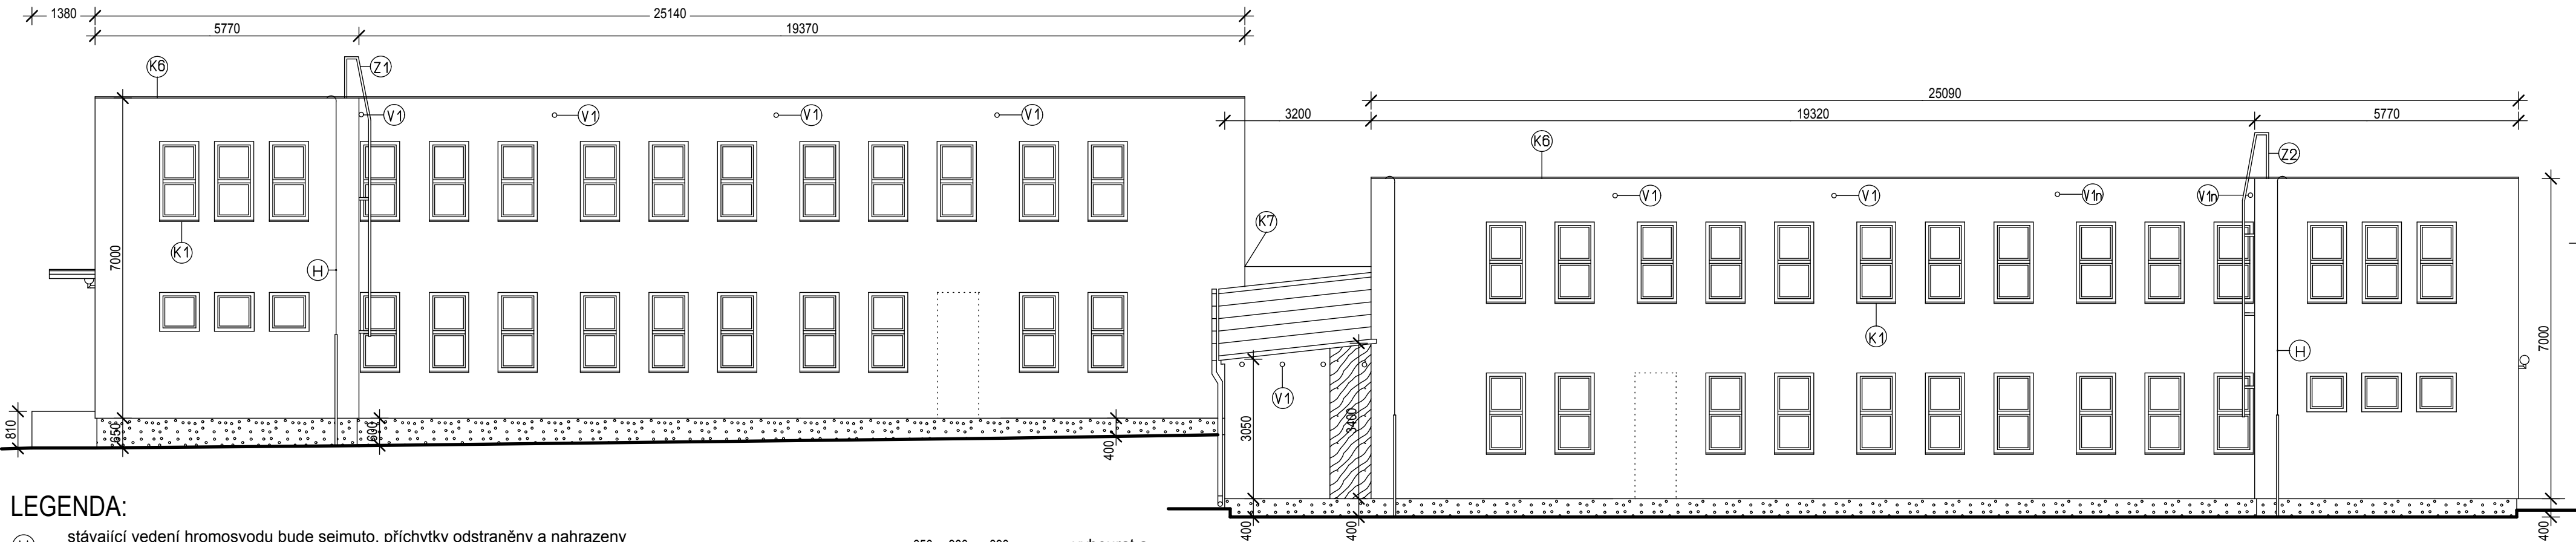 1380 25140
5770 19370
K6 Z1
V1 V1 V1 V1
25090
3200 19320 5770
K6 Z2
V1 V1 V1n V1n
K7
K1
7000
H
K1
H
7000
V1
810 650 600 400
3050 3400
400 400 400
LEGENDA:
stávající vedení hromosvodu bude sejmuto, příchytky odstraněny a nahrazeny